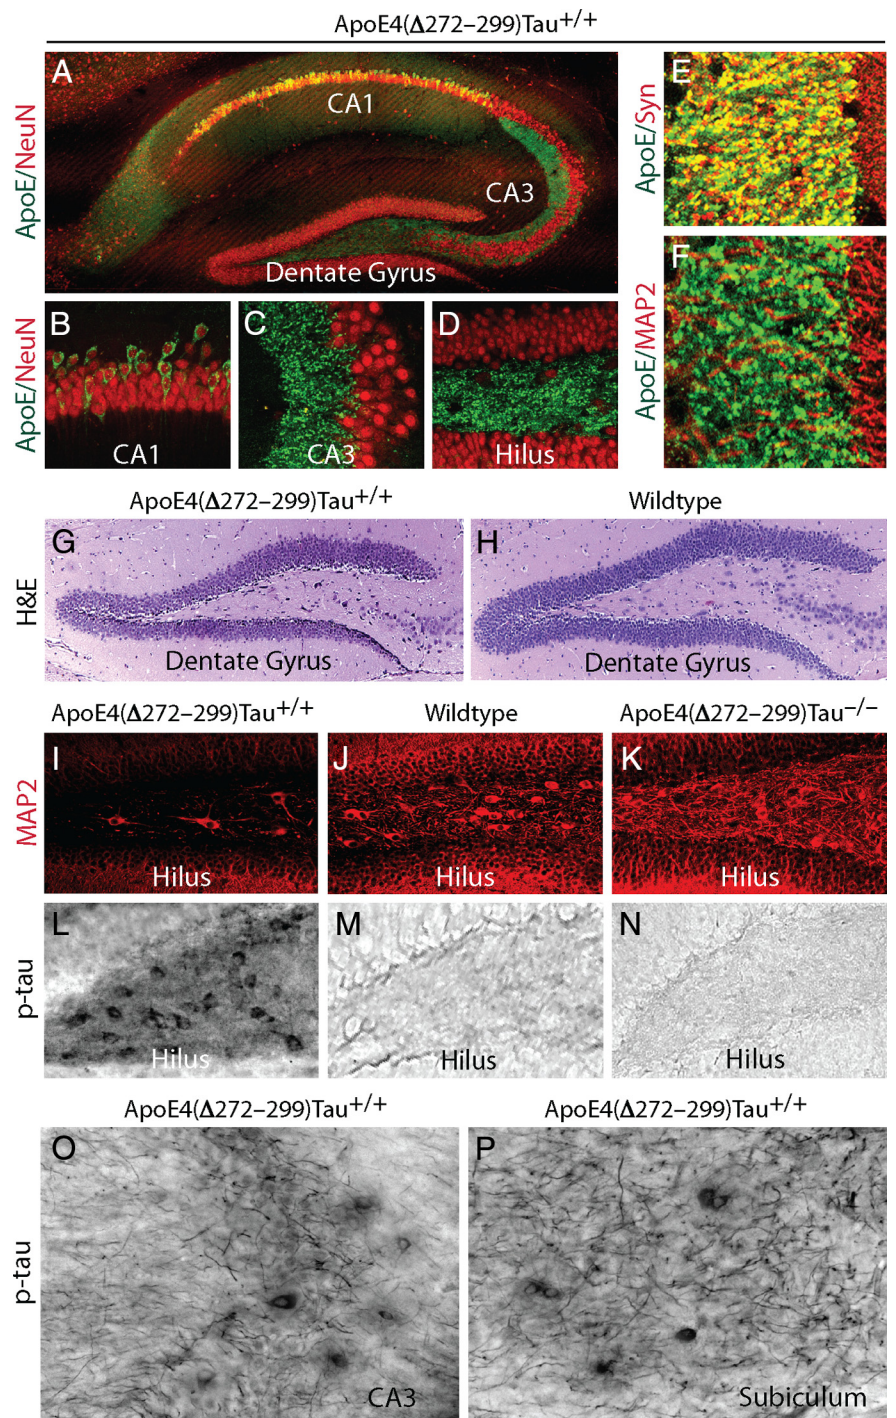 ApoE4(Δ272–299)Tau+/+
A
ApoE/NeuN
CA1
CA3
Dentate Gyrus
E
ApoE/Syn
F
ApoE/MAP2
B
ApoE/NeuN
CA1
C
CA3
D
Hilus
ApoE4(Δ272–299)Tau+/+
Wildtype
H&E
G
Dentate Gyrus
H
Dentate Gyrus
ApoE4(Δ272–299)Tau+/+
Wildtype
ApoE4(Δ272–299)Tau−/−
MAP2
I
Hilus
J
Hilus
K
Hilus
p-tau
L
Hilus
M
Hilus
N
Hilus
ApoE4(Δ272–299)Tau+/+
ApoE4(Δ272–299)Tau+/+
p-tau
O
CA3
P
Subiculum